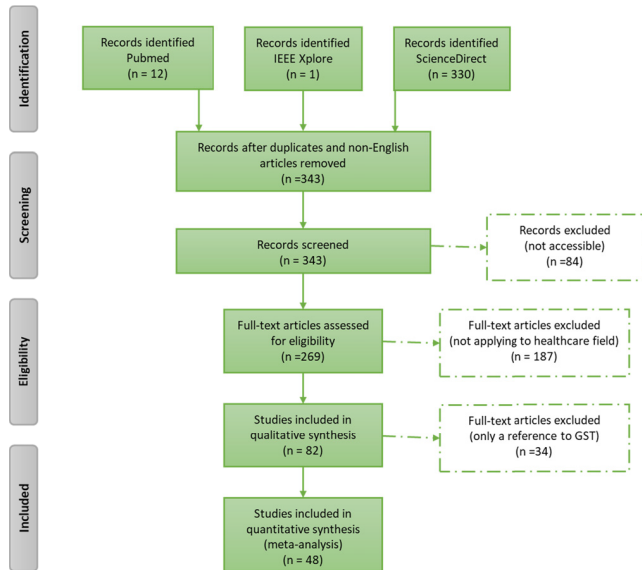 Identification
Records identified
Pubmed
(n = 12)
Records identified
IEEE Xplore
(n = 1)
Records identified
ScienceDirect
(n = 330)
Records after duplicates and non-English
articles removed
(n =343)
Screening
Records screened
(n = 343)
Records excluded
(not accessible)
(n =84)
Eligibility
Full-text articles assessed
for eligibility
(n =269)
Full-text articles excluded
(not applying to healthcare field)
(n = 187)
Studies included in
qualitative synthesis
(n = 82)
Full-text articles excluded
(only a reference to GST)
(n =34)
Included
Studies included in
quantitative synthesis
(meta-analysis)
(n = 48)